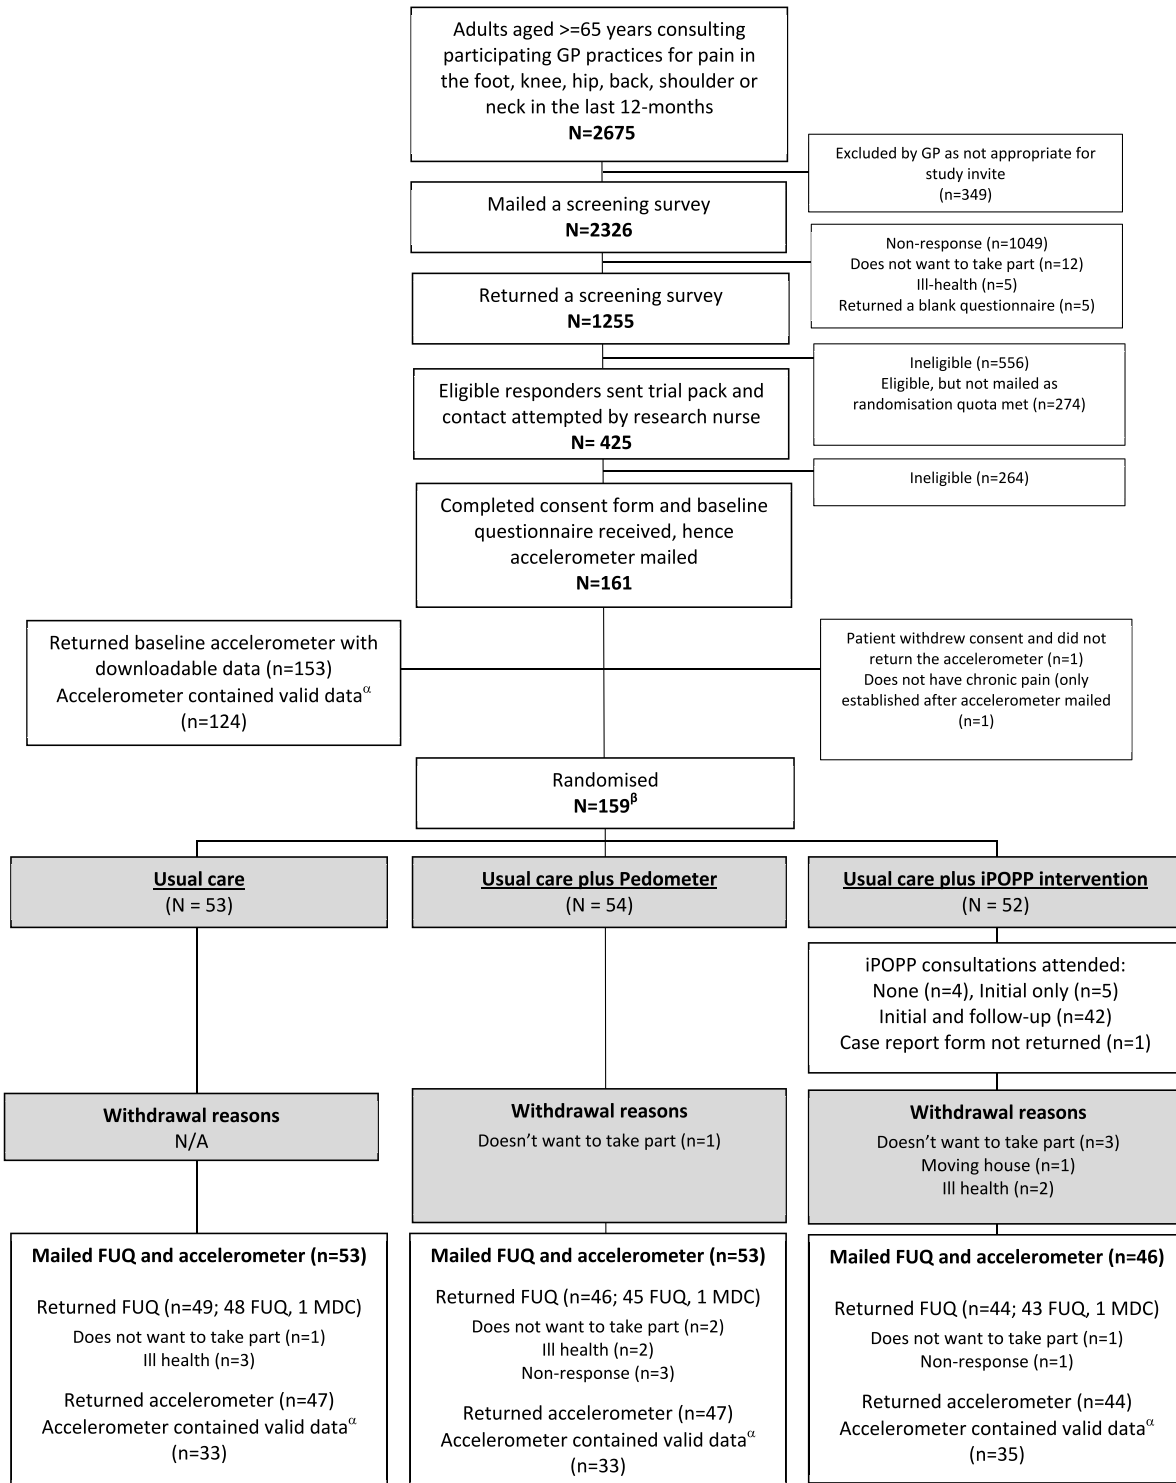 Adults aged >=65 years consulting
participating GP practices for pain in
the foot, knee, hip, back, shoulder or
neck in the last 12-months
N=2675
Excluded by GP as not appropriate for
study invite
(n=349)
Mailed a screening survey
N=2326
Non-response (n=1049)
Does not want to take part (n=12)
Ill-health (n=5)
Returned a blank questionnaire (n=5)
Returned a screening survey
N=1255
Ineligible (n=556)
Eligible, but not mailed as
randomisation quota met (n=274)
Eligible responders sent trial pack and
contact attempted by research nurse
N= 425
Ineligible (n=264)
Completed consent form and baseline
questionnaire received, hence
accelerometer mailed
N=161
Returned baseline accelerometer with
downloadable data (n=153)
Accelerometer contained valid data^α
(n=124)
Patient withdrew consent and did not
return the accelerometer (n=1)
Does not have chronic pain (only
established after accelerometer mailed
(n=1)
Randomised
N=159^β
Usual care
(N = 53)
Usual care plus Pedometer
(N = 54)
Usual care plus iPOPP intervention
(N = 52)
iPOPP consultations attended:
None (n=4), Initial only (n=5)
Initial and follow-up (n=42)
Case report form not returned (n=1)
Withdrawal reasons
N/A
Withdrawal reasons
Doesn't want to take part (n=1)
Withdrawal reasons
Doesn't want to take part (n=3)
Moving house (n=1)
Ill health (n=2)
Mailed FUQ and accelerometer (n=53)
Returned FUQ (n=49; 48 FUQ, 1 MDC)
Does not want to take part (n=1)
Ill health (n=3)
Returned accelerometer (n=47)
Accelerometer contained valid data^α
(n=33)
Mailed FUQ and accelerometer (n=53)
Returned FUQ (n=46; 45 FUQ, 1 MDC)
Does not want to take part (n=2)
Ill health (n=2)
Non-response (n=3)
Returned accelerometer (n=47)
Accelerometer contained valid data^α
(n=33)
Mailed FUQ and accelerometer (n=46)
Returned FUQ (n=44; 43 FUQ, 1 MDC)
Does not want to take part (n=1)
Non-response (n=1)
Returned accelerometer (n=44)
Accelerometer contained valid data^α
(n=35)